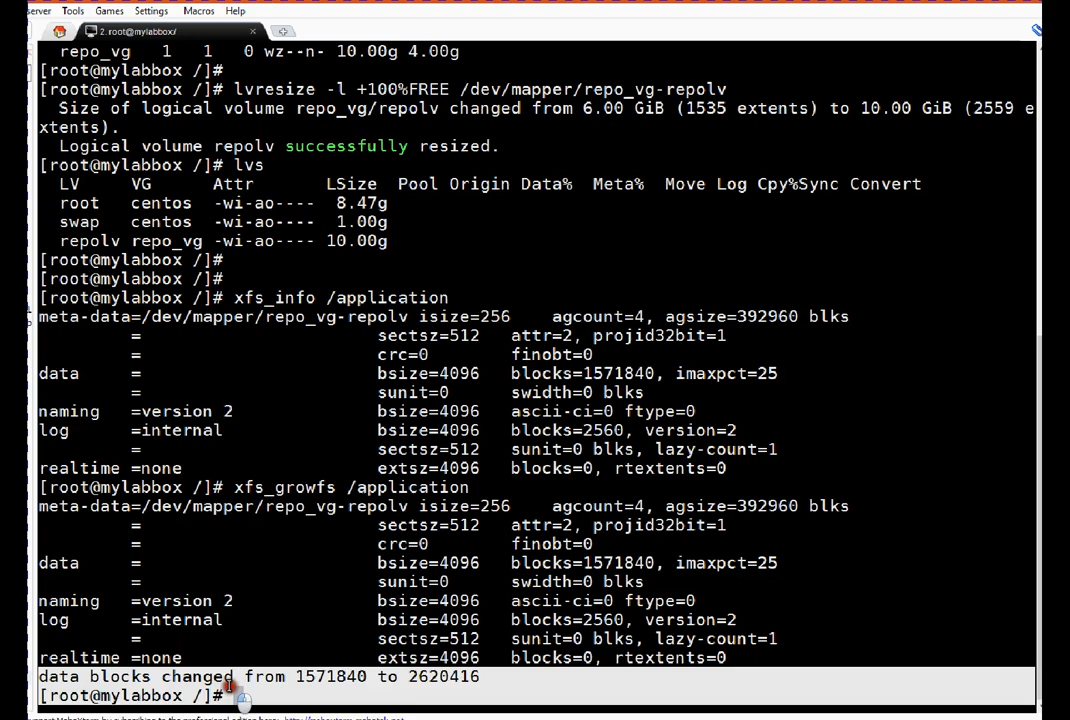 server Tools Games Settings Macros Help
2. root@mylabbox/
repo_vg 1 1 0 wz--n- 10.00g 4.00g
[root@mylabbox /]#
[root@mylabbox /]# lvresize -l +100%FREE /dev/mapper/repo_vg-repolv
Size of logical volume repo_vg/repolv changed from 6.00 GiB (1535 extents) to 10.00 GiB (2559 e
xtents).
Logical volume repolv successfully resized.
[root@mylabbox /]# lvs
LV VG Attr LSize Pool Origin Data% Meta% Move Log Cpy%Sync Convert
root centos -wi-ao---- 8.47g
swap centos -wi-ao---- 1.00g
repolv repo_vg -wi-ao---- 10.00g
[root@mylabbox /]#
[root@mylabbox /]#
[root@mylabbox /]# xfs_info /application
meta-data=/dev/mapper/repo_vg-repolv isize=256 agcount=4, agsize=392960 blks
= sectsz=512 attr=2, projid32bit=1
= crc=0 finobt=0
data = bsize=4096 blocks=1571840, imaxpct=25
= sunit=0 swidth=0 blks
naming =version 2 bsize=4096 ascii-ci=0 ftype=0
log =internal bsize=4096 blocks=2560, version=2
= sectsz=512 sunit=0 blks, lazy-count=1
realtime =none extsz=4096 blocks=0, rtextents=0
[root@mylabbox /]# xfs_growfs /application
meta-data=/dev/mapper/repo_vg-repolv isize=256 agcount=4, agsize=392960 blks
= sectsz=512 attr=2, projid32bit=1
= crc=0 finobt=0
data = bsize=4096 blocks=1571840, imaxpct=25
= sunit=0 swidth=0 blks
naming =version 2 bsize=4096 ascii-ci=0 ftype=0
log =internal bsize=4096 blocks=2560, version=2
= sectsz=512 sunit=0 blks, lazy-count=1
realtime =none extsz=4096 blocks=0, rtextents=0
data blocks changed from 1571840 to 2620416
[root@mylabbox /]#